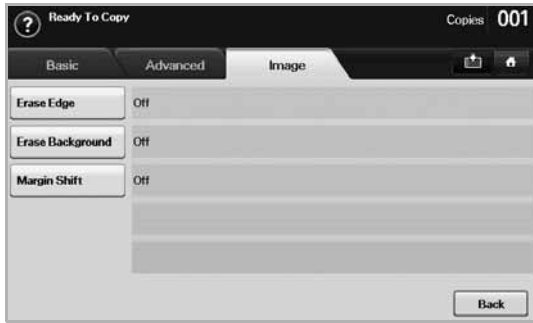 ? Ready To Copy
Copies 001
Basic Advanced Image
Erase Edge Off
Erase Background Off
Margin Shift Off
Back